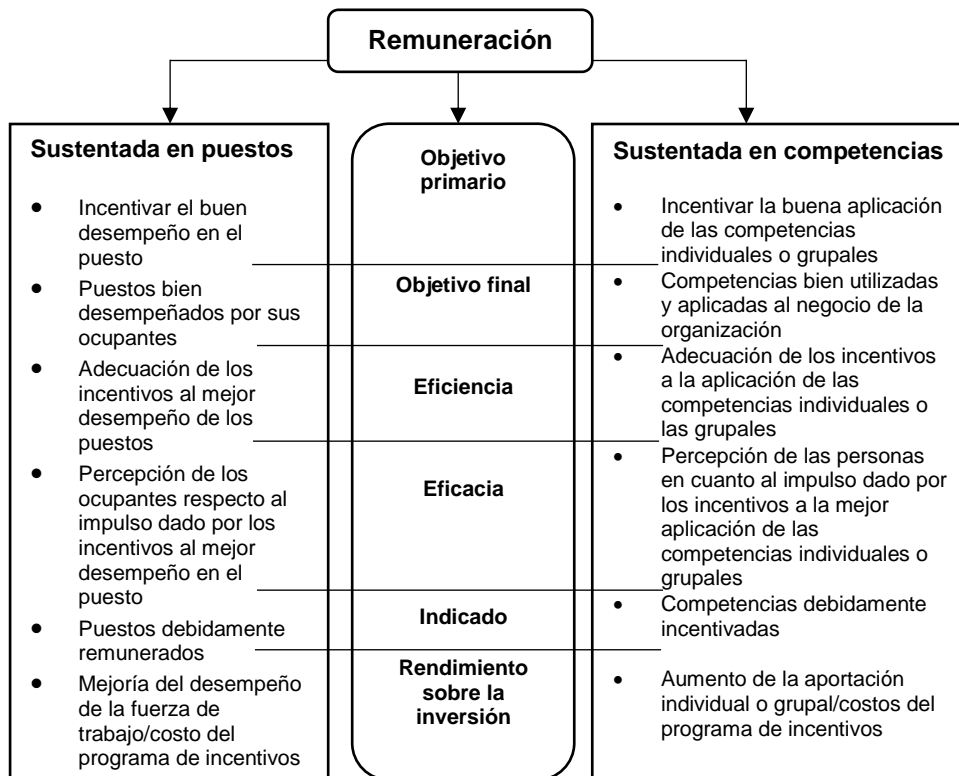 Remuneración
Sustentada en puestos
• Incentivar el buen
desempeño en el
puesto
• Puestos bien
desempeñados por sus
ocupantes
• Adecuación de los
incentivos al mejor
desempeño de los
puestos
• Percepción de los
ocupantes respecto al
impulso dado por los
incentivos al mejor
desempeño en el
puesto
• Puestos debidamente
remunerados
• Mejoría del desempeño
de la fuerza de
trabajo/costo del
programa de incentivos
Objetivo
primario
Objetivo final
Eficiencia
Eficacia
Indicado
Rendimiento
sobre la
inversión
Sustentada en competencias
• Incentivar la buena aplicación
de las competencias
individuales o grupales
• Competencias bien utilizadas
y aplicadas al negocio de la
organización
• Adecuación de los incentivos
a la aplicación de las
competencias individuales o
las grupales
• Percepción de las personas
en cuanto al impulso dado por
los incentivos a la mejor
aplicación de las
competencias individuales o
grupales
• Competencias debidamente
incentivadas
• Aumento de la aportación
individual o grupal/costos del
programa de incentivos